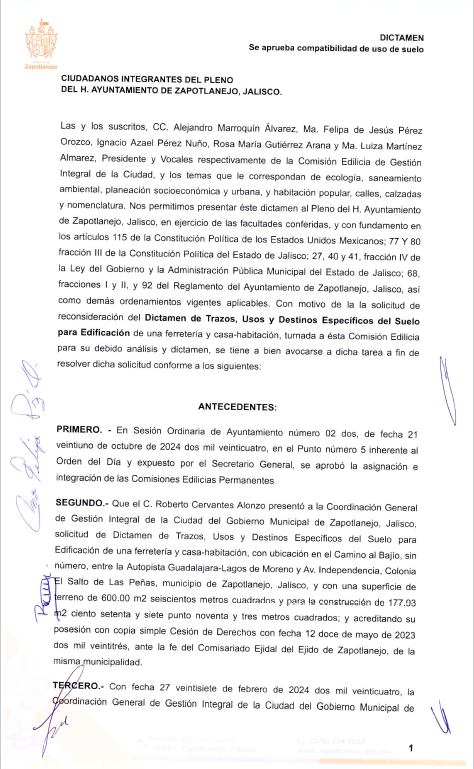 Zapotlanejo
DICTAMEN
Se aprueba compatibilidad de uso de suelo
CIUDADANOS INTEGRANTES DEL PLENO
DEL H. AYUNTAMIENTO DE ZAPOTLANEJO, JALISCO.
Las y los suscritos, CC. Alejandro Marroquín Álvarez, Ma. Felipa de Jesús Pérez
Orozco, Ignacio Azael Pérez Nuño, Rosa María Gutiérrez Arana y Ma. Luiza Martínez
Almarez, Presidente y Vocales respectivamente de la Comisión Edilicia de Gestión
Integral de la Ciudad, y los temas que le correspondan de ecología, saneamiento
ambiental, planeación socioeconómica y urbana, y habitación popular, calles, calzadas
y nomenclatura. Nos permitimos presentar éste dictamen al Pleno del H. Ayuntamiento
de Zapotlanejo, Jalisco, en ejercicio de las facultades conferidas, y con fundamento en
los artículos 115 de la Constitución Política de los Estados Unidos Mexicanos; 77 Y 80
fracción III de la Constitución Política del Estado de Jalisco; 27, 40 y 41, fracción IV de
la Ley del Gobierno y la Administración Pública Municipal del Estado de Jalisco; 68,
fracciones I y II, y 92 del Reglamento del Ayuntamiento de Zapotlanejo, Jalisco, así
como demás ordenamientos vigentes aplicables. Con motivo de la la solicitud de
reconsideración del Dictamen de Trazos, Usos y Destinos Específicos del Suelo
para Edificación de una ferretería y casa-habitación, turnada a ésta Comisión Edilicia
para su debido análisis y dictamen, se tiene a bien avocarse a dicha tarea a fin de
resolver dicha solicitud conforme a los siguientes:
ANTECEDENTES:
PRIMERO. - En Sesión Ordinaria de Ayuntamiento número 02 dos, de fecha 21
veintiuno de octubre de 2024 dos mil veinticuatro, en el Punto número 5 inherente al
Orden del Día y expuesto por el Secretario General, se aprobó la asignación e
integración de las Comisiones Edilicias Permanentes
SEGUNDO.- Que el C. Roberto Cervantes Alonzo presentó a la Coordinación General
de Gestión Integral de la Ciudad del Gobierno Municipal de Zapotlanejo, Jalisco,
solicitud de Dictamen de Trazos, Usos y Destinos Específicos del Suelo para
Edificación de una ferretería y casa-habitación, con ubicación en el Camino al Bajío, sin
número, entre la Autopista Guadalajara-Lagos de Moreno y Av. Independencia, Colonia
El Salto de Las Peñas, municipio de Zapotlanejo, Jalisco, y con una superficie de
terreno de 600.00 m2 seiscientos metros cuadrados y para la construcción de 177.93
m2 ciento setenta y siete punto noventa y tres metros cuadrados; y acreditando su
posesión con copia simple Cesión de Derechos con fecha 12 doce de mayo de 2023
dos mil veintitrés, ante la fe del Comisariado Ejidal del Ejido de Zapotlanejo, de la
misma municipalidad.
TERCERO.- Con fecha 27 veintisiete de febrero de 2024 dos mil veinticuatro, la
Coordinación General de Gestión Integral de la Ciudad del Gobierno Municipal de
1